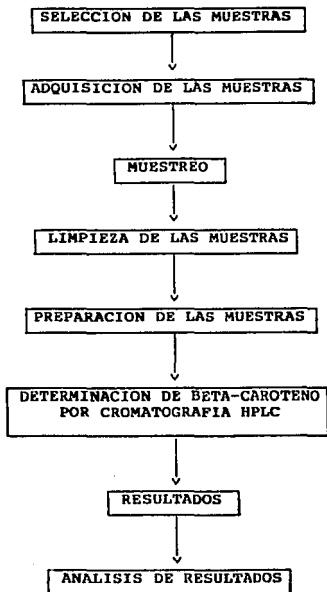 SELECCION DE LAS MUESTRAS
ADQUISICION DE LAS MUESTRAS
MUESTREO
LIMPIEZA DE LAS MUESTRAS
PREPARACION DE LAS MUESTRAS
DETERMINACION DE BETA-CAROTENO
POR CROMATOGRAFIA HPLC
RESULTADOS
ANALISIS DE RESULTADOS